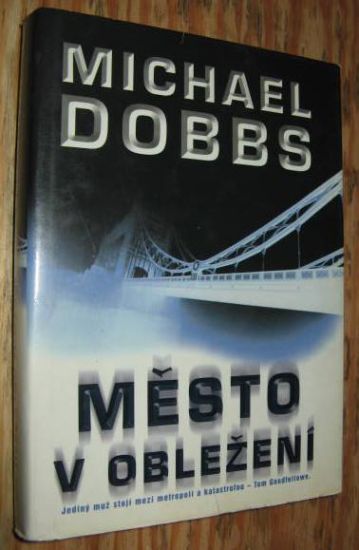 MICHAEL
DOBBS
MĚSTO
V OBLEŽENÍ
Jediný muž stojí mezi metropolí a katastrofou – Tom Goodfellowe.